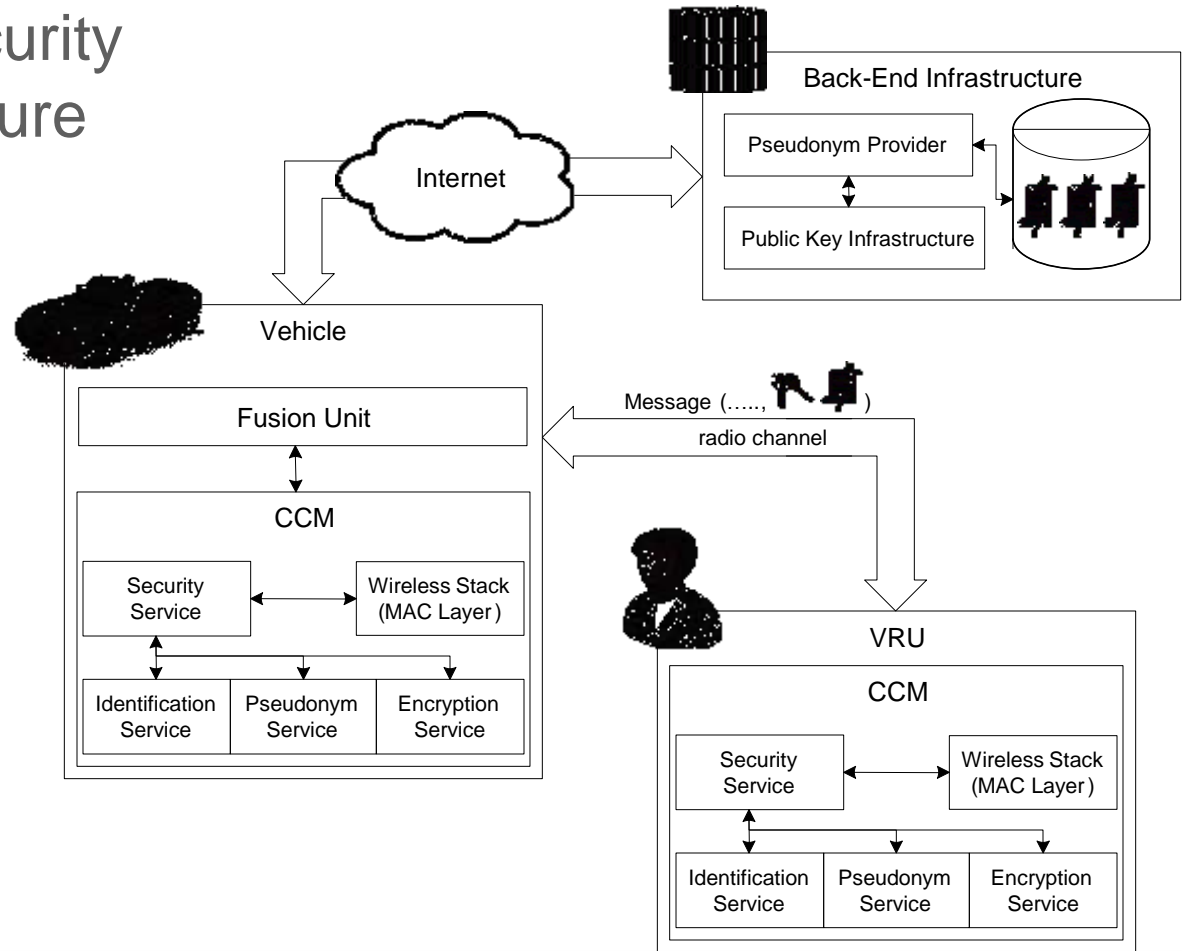 curity
ure
Back-End Infrastructure
Pseudonym Provider
Public Key Infrastructure
Internet
Vehicle
Fusion Unit
CCM
Security
Service
Wireless Stack
(MAC Layer)
Identification
Service
Pseudonym
Service
Encryption
Service
Message (....., )
radio channel
VRU
CCM
Security
Service
Wireless Stack
(MAC Layer)
Identification
Service
Pseudonym
Service
Encryption
Service